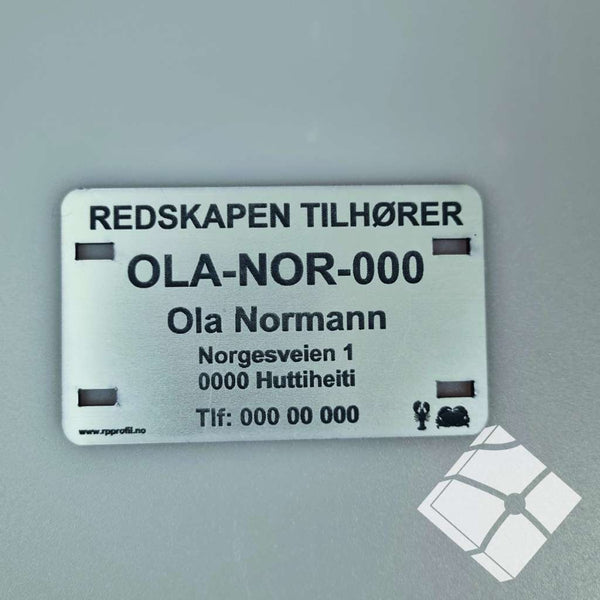 REDSKAPEN TILHØRER
OLA-NOR-000
Ola Normann
Norgesveien 1
0000 Huttiheiti
Tlf: 000 00 000
www.rpprofil.no